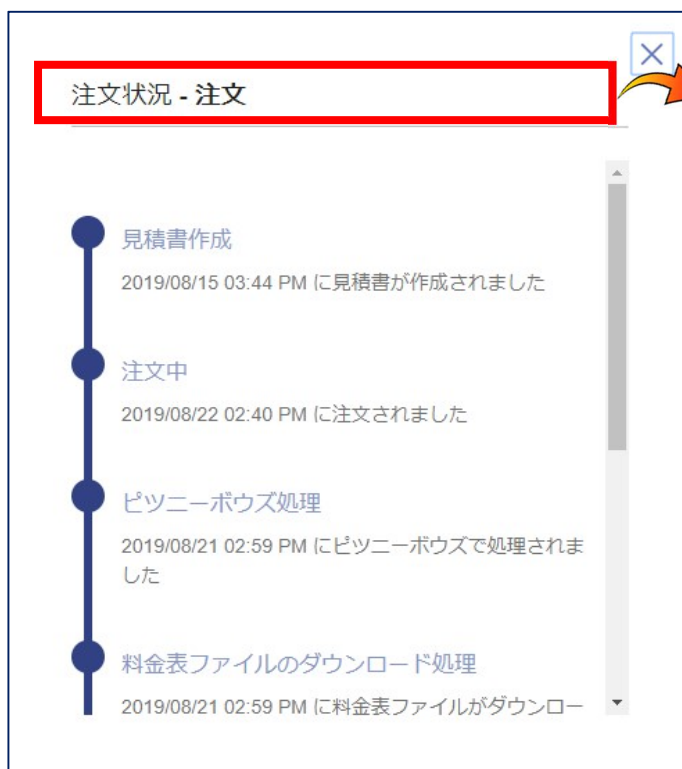 注文状況 - 注文
見積書作成
2019/08/15 03:44 PM に見積書が作成されました
注文中
2019/08/22 02:40 PM に注文されました
ピツニーボウズ処理
2019/08/21 02:59 PM にピツニーボウズで処理されま
した
料金表ファイルのダウンロード処理
2019/08/21 02:59 PM に料金表ファイルがダウンロー